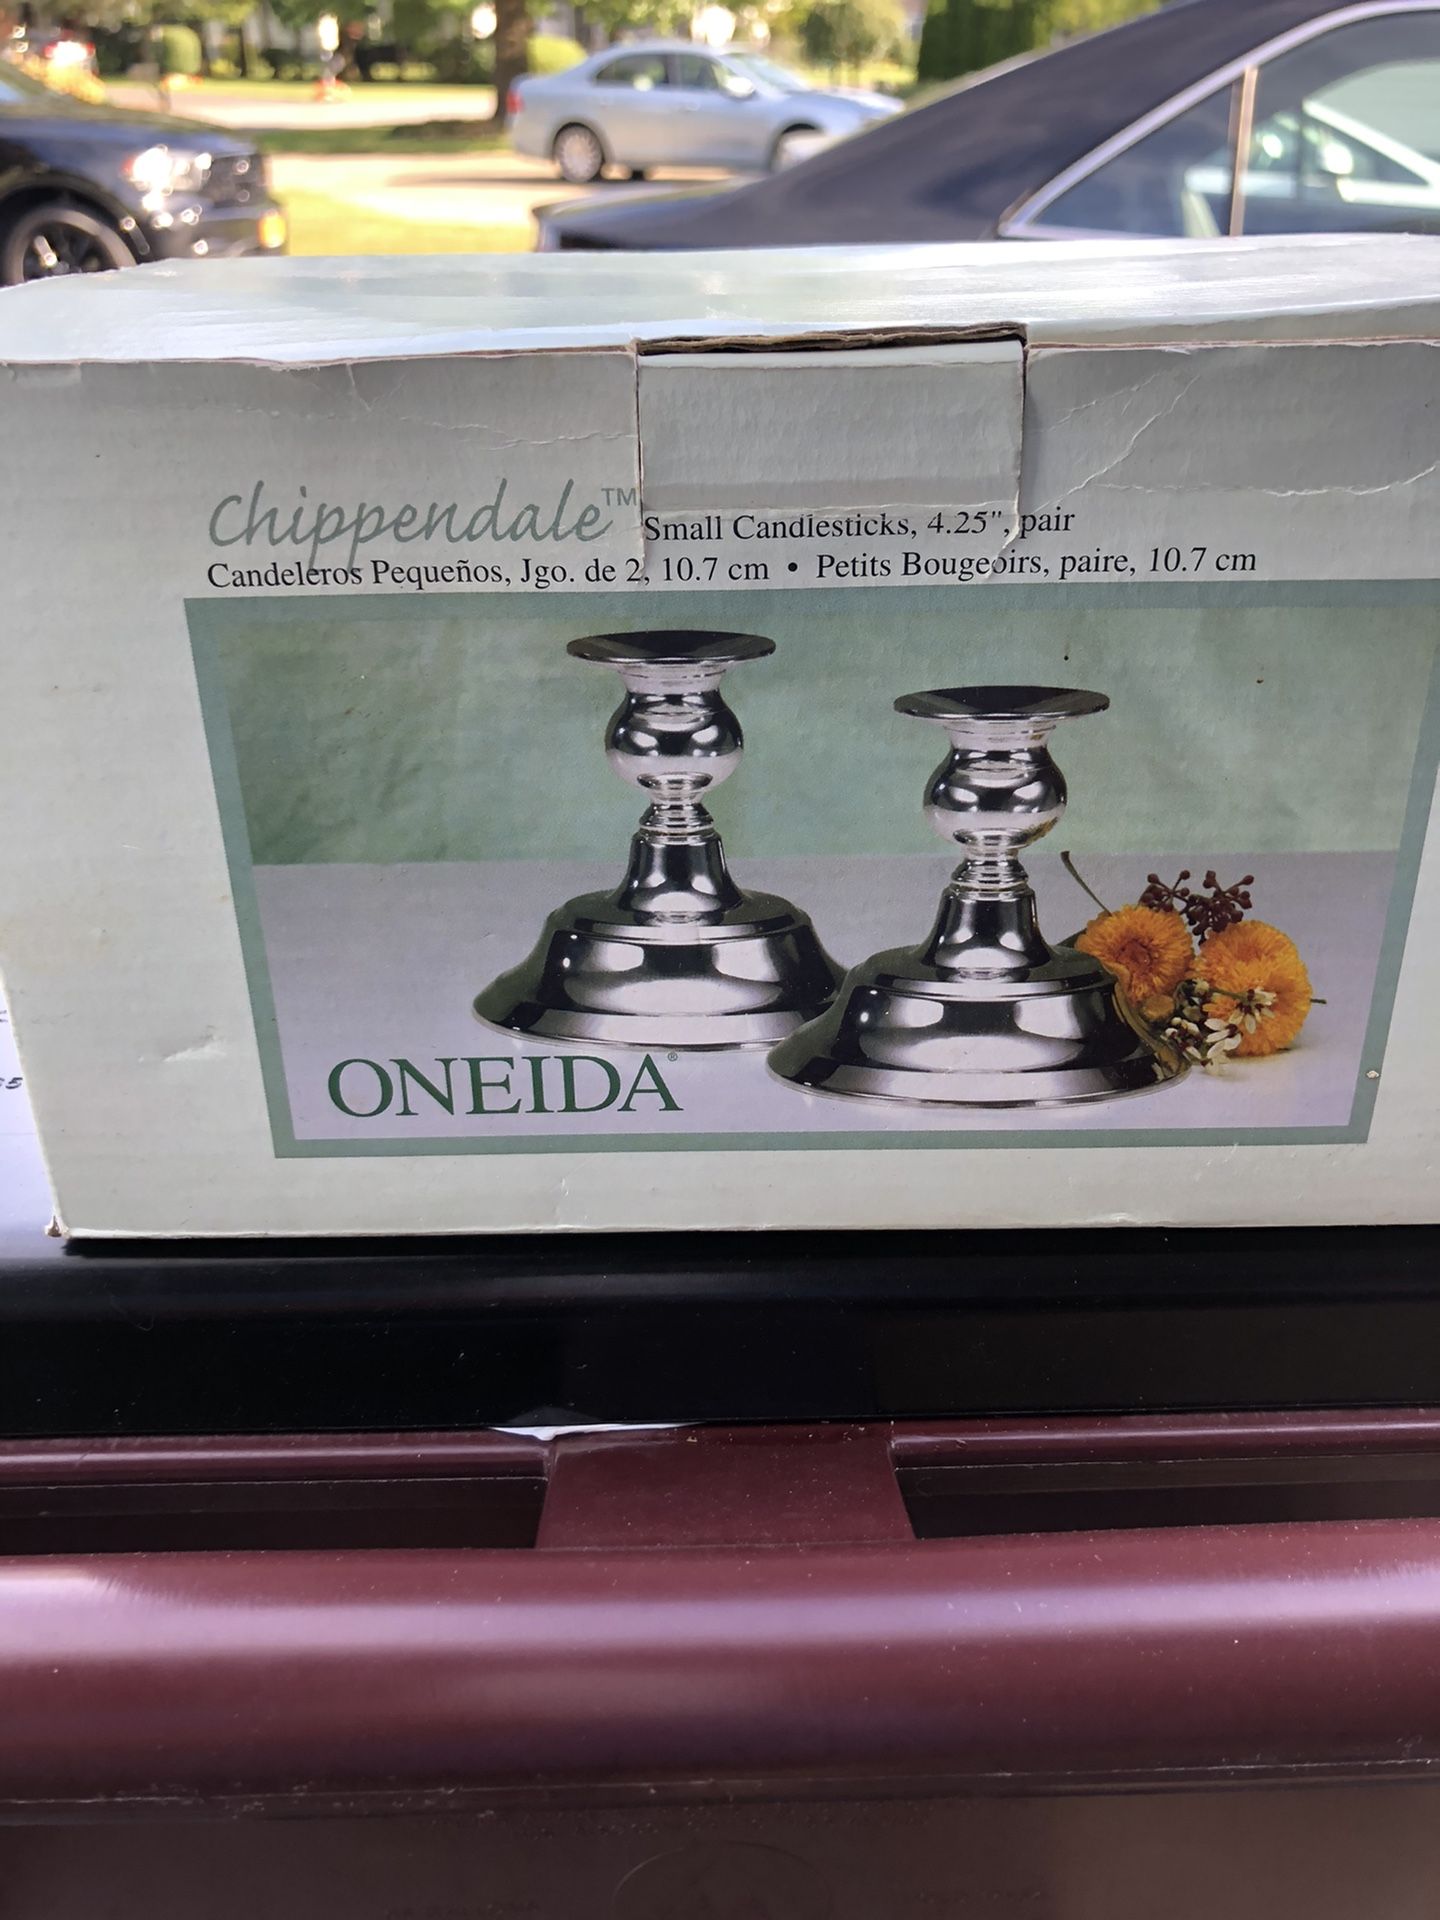 Chippendale™ Small Candlesticks, 4.25", pair
Candeleros Pequeños, Jgo. de 2, 10.7 cm • Petits Bougeoirs, paire, 10.7 cm
ONEIDA®